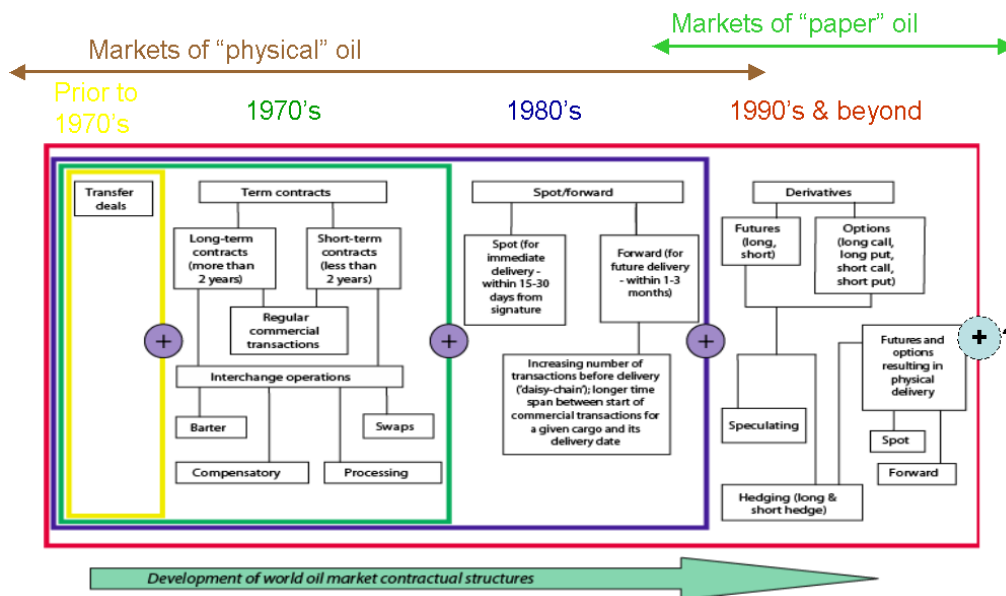 Markets of “paper” oil
Markets of “physical” oil
Prior to
1970’s
1970’s
1980’s
1990’s & beyond
Transfer
deals
Term contracts
Long-term
contracts
(more than
2 years)
Short-term
contracts
(less than
2 years)
Regular
commercial
transactions
Interchange operations
Barter
Swaps
Compensatory
Processing
Spot/forward
Spot (for
immediate
delivery -
within 15-30
days from
signature
Forward (for
future delivery
- within 1-3
months)
Increasing number of
transactions before delivery
(‘daisy-chain’); longer time
span between start of
commercial transactions for
a given cargo and its
delivery date
Derivatives
Futures
(long,
short)
Options
(long call,
long put,
short call,
short put)
Futures and
options
resulting in
physical
delivery
Speculating
Spot
Forward
Hedging (long &
short hedge)
+
+
+
+
Development of world oil market contractual structures